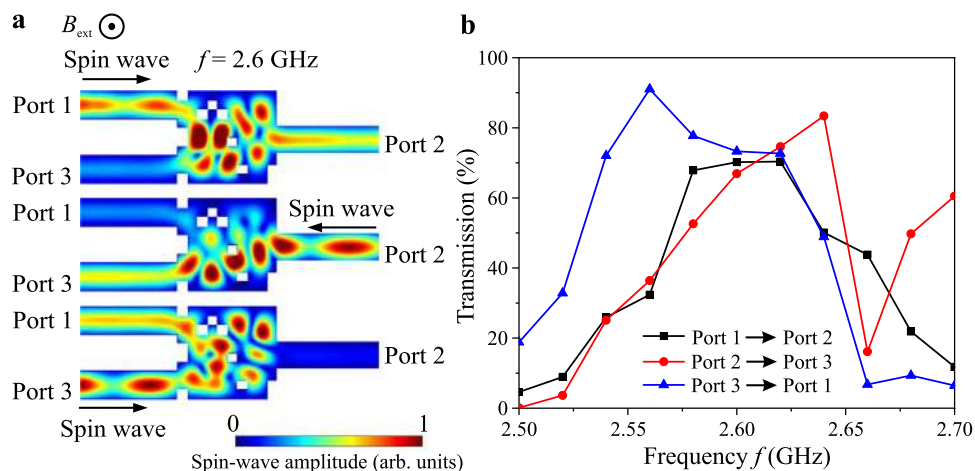 a
B_ext
Spin wave
f = 2.6 GHz
Port 1
Port 2
Port 3
Port 1
Spin wave
Port 2
Port 3
Port 1
Port 2
Port 3
Spin wave
0
1
Spin-wave amplitude (arb. units)
b
100
80
60
40
20
0
Transmission (%)
Port 1 Port 2
Port 2 Port 3
Port 3 Port 1
2.50
2.55
2.60
2.65
2.70
Frequency f (GHz)